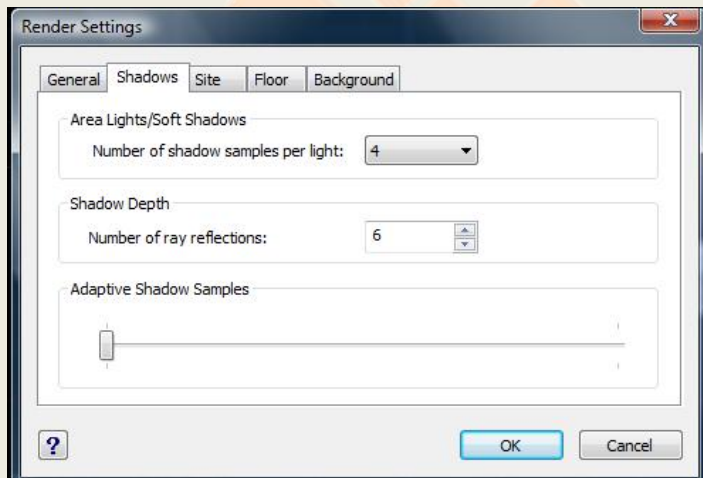 Render Settings
General Shadows Site Floor Background
Area Lights/Soft Shadows
Number of shadow samples per light: 4
Shadow Depth
Number of ray reflections: 6
Adaptive Shadow Samples
? OK Cancel